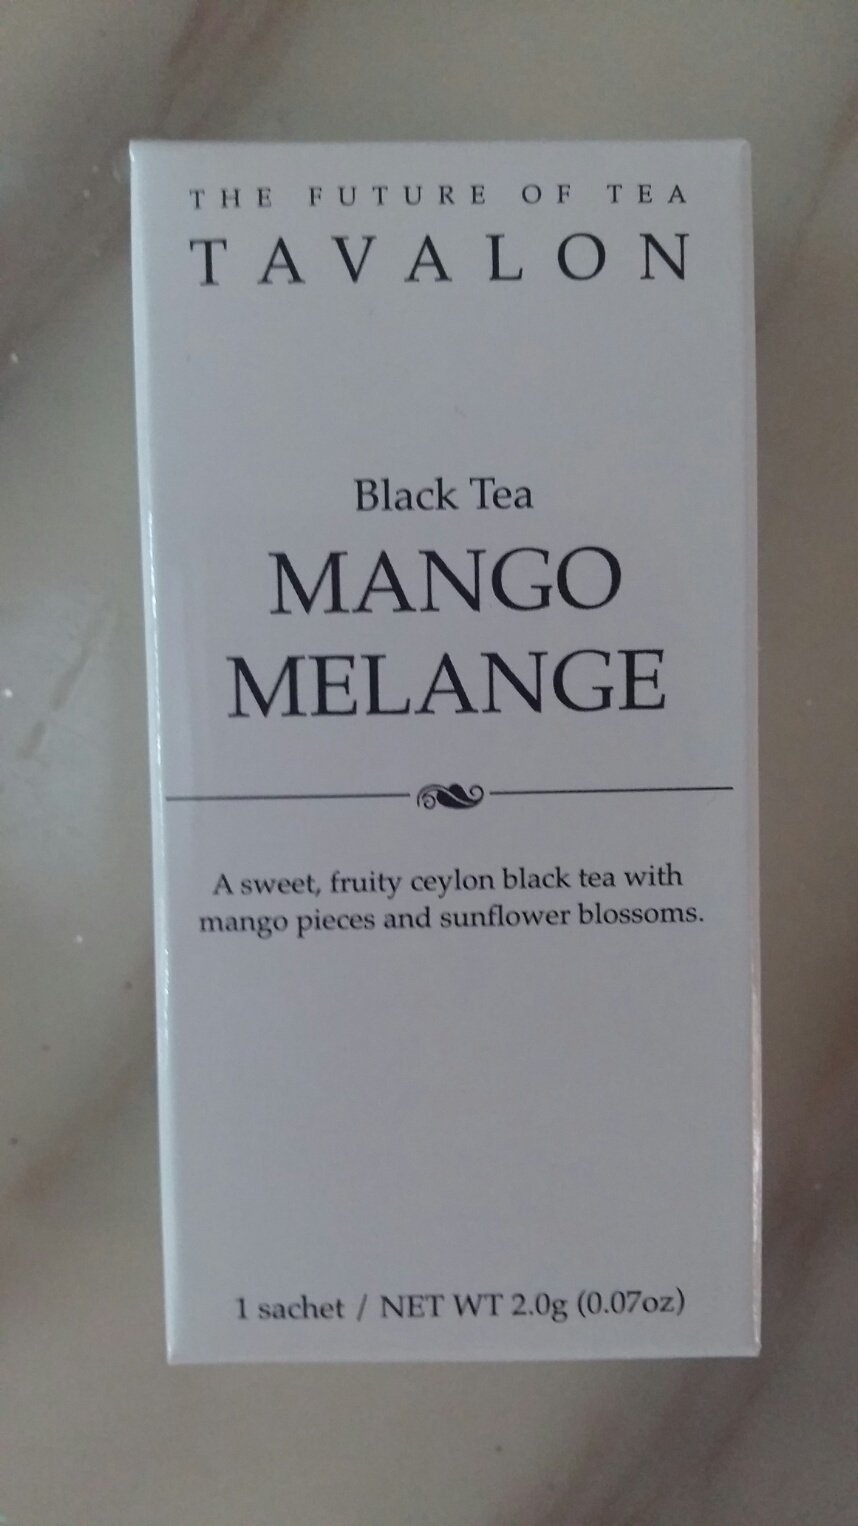 THE FUTURE OF TEA
TAVALON
Black Tea
MANGO
MELANGE
A sweet, fruity ceylon black tea with
mango pieces and sunflower blossoms.
1 sachet / NET WT 2.0g (0.07oz)